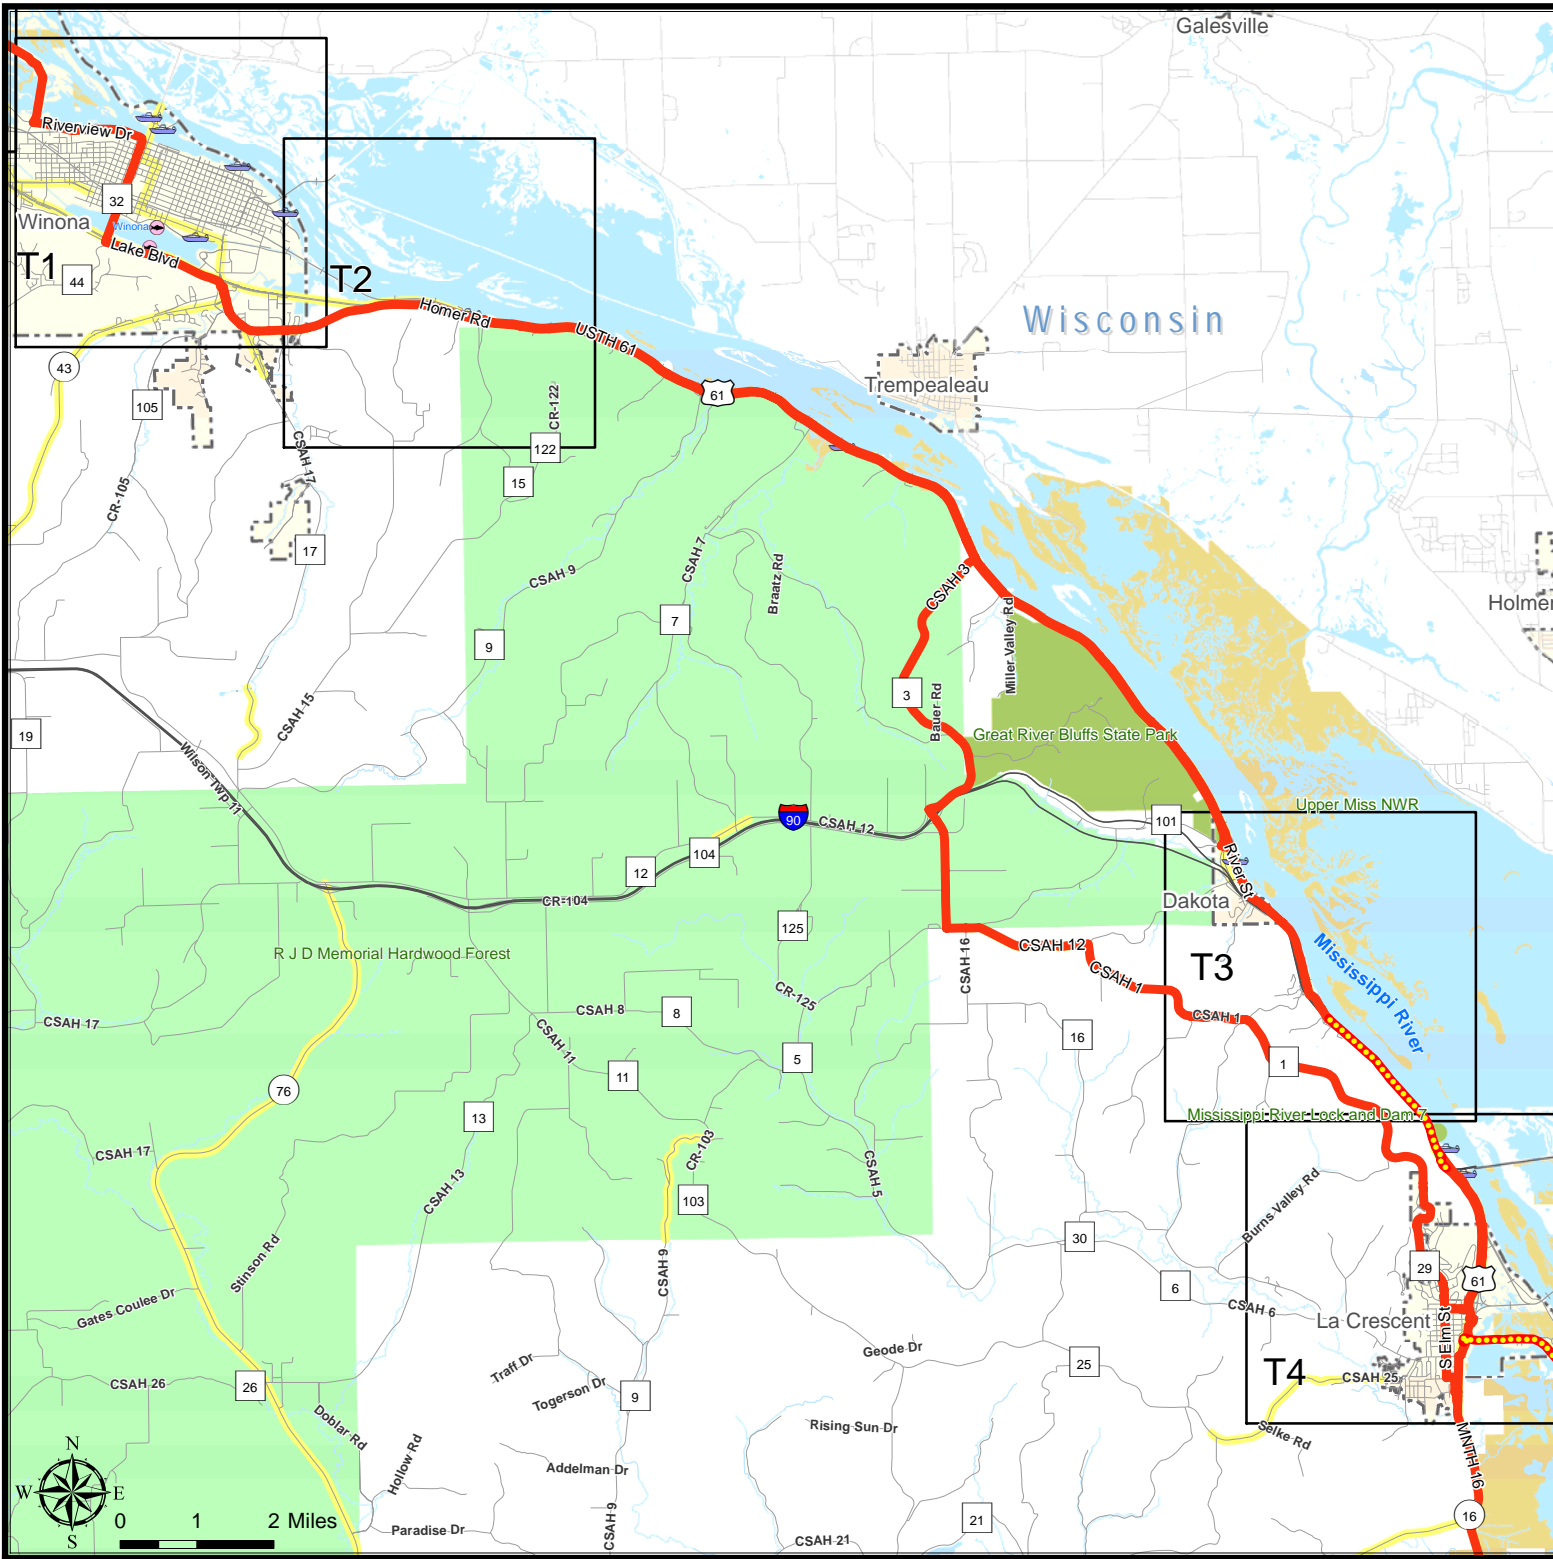 Galesville
Riverview Dr
32
Winona
Winona
Lake Blvd
T1
44
T2
Homer Rd
USTH 61
Wisconsin
61
Trempealeau
43
105
CR-122
122
15
CSAH 17
CR-105
17
CSAH 9
CSAH 7
Braatz Rd
CSAH 3
Miller Valley Rd
Holmen
7
9
3
Bauer Rd
Great River Bluffs State Park
19
CSAH 15
Wilson Twp 11
Upper Miss NWR
90
CSAH 12
101
River St
104
12
CR-104
Dakota
125
R J D Memorial Hardwood Forest
CSAH 16
CSAH 12
CSAH 1
T3
Mississippi River
CR-125
CSAH 17
CSAH 8
8
CSAH 1
CSAH 11
16
5
1
11
76
13
Mississippi River Lock and Dam 7
CSAH 17
CR-103
CSAH 5
CSAH 13
103
Burns Valley Rd
30
Stinson Rd
CSAH 9
29
61
6
Gates Coulee Dr
CSAH 6
La Crescent
S Elm St
Geode Dr
25
Traff Dr
T4
CSAH 25
CSAH 26
26
Togerson Dr
9
Doblar Rd
Rising Sun Dr
Selke Rd
MNTH 16
Hollow Rd
Addelman Dr
N
W
E
S
0 1 2 Miles
Paradise Dr
CSAH 9
21
CSAH 21
16